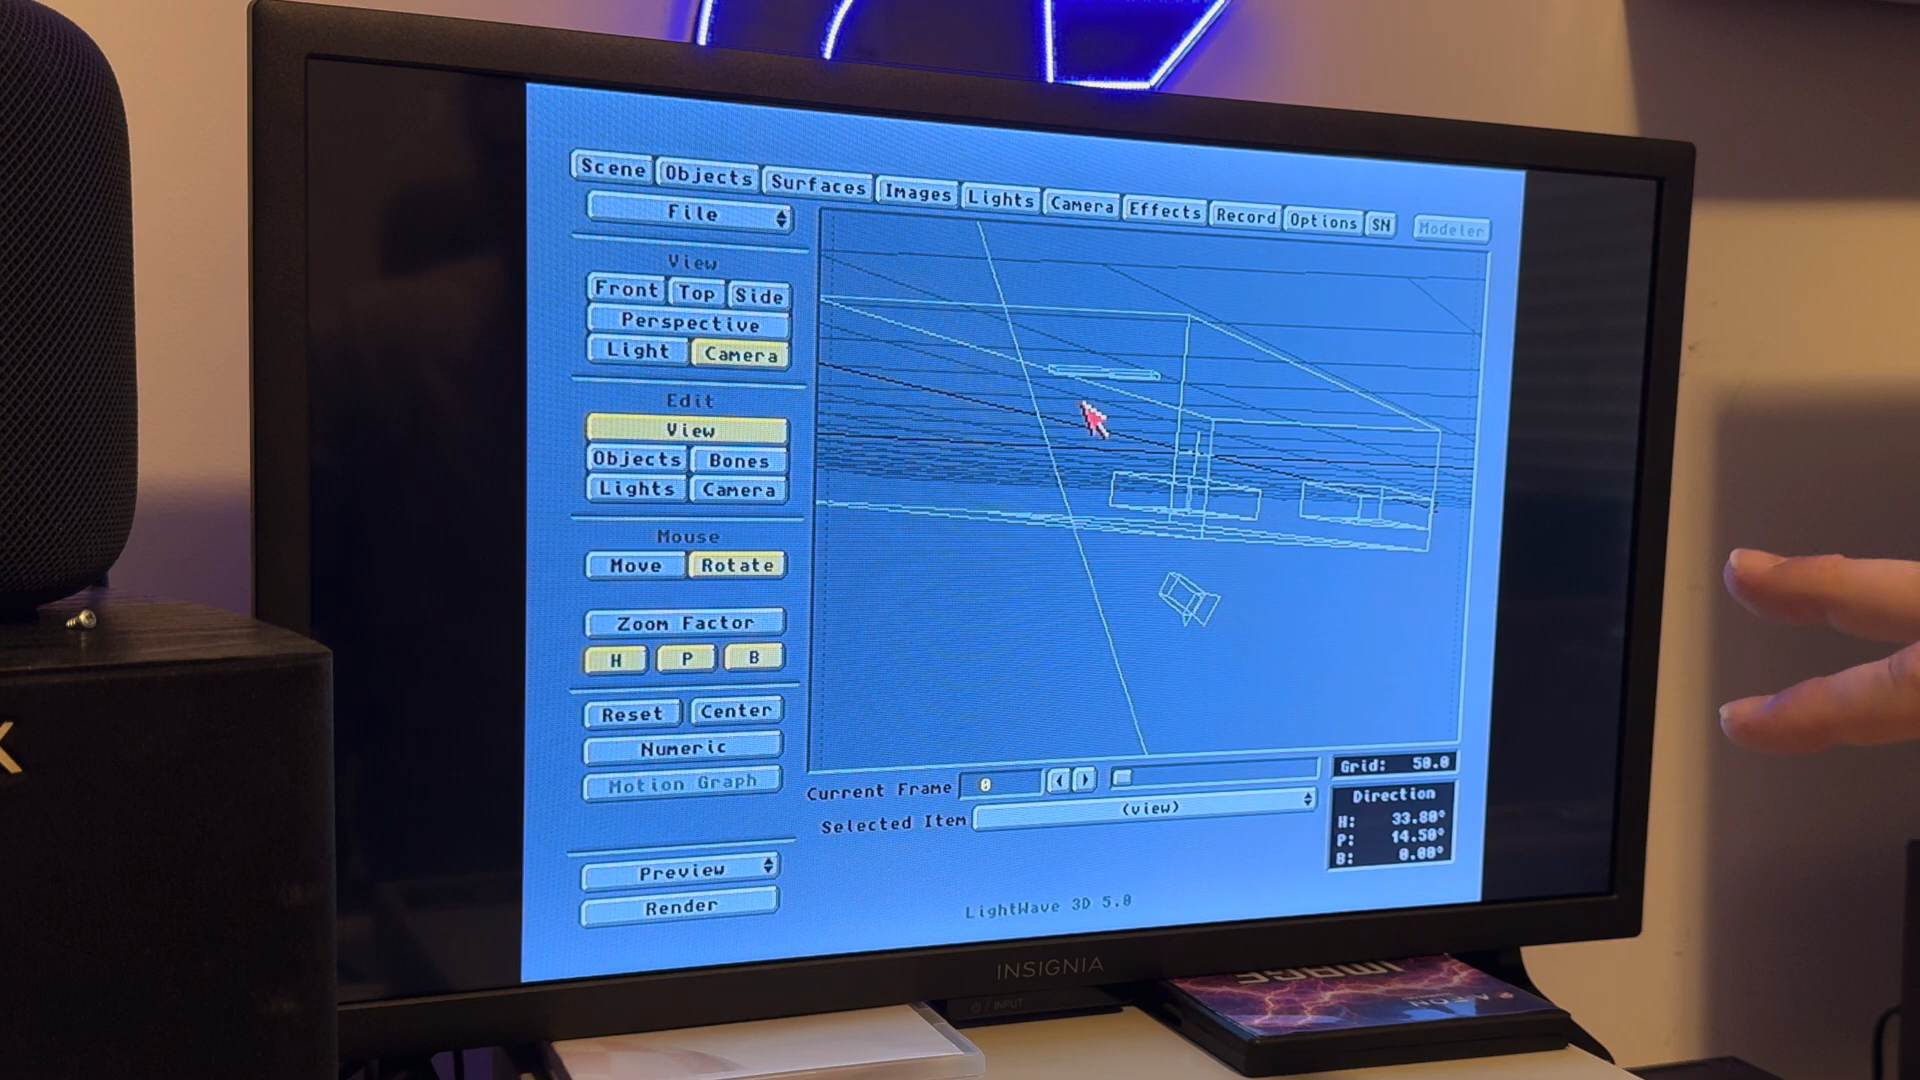 Scene Objects Surfaces Images Lights Camera Effects Record Options SN Modeler
File
View
Front Top Side
Perspective
Light Camera
Edit
View
Objects Bones
Lights Camera
Mouse
Move Rotate
Zoom Factor
H P B
Reset Center
Numeric
Motion Graph
Current Frame 0
Selected Item (view)
Grid: 50.0
Direction
H: 33.80°
P: 14.50°
B: 0.00°
Preview
Render
LightWave 3D 5.0
INSIGNIA
/ INPUT